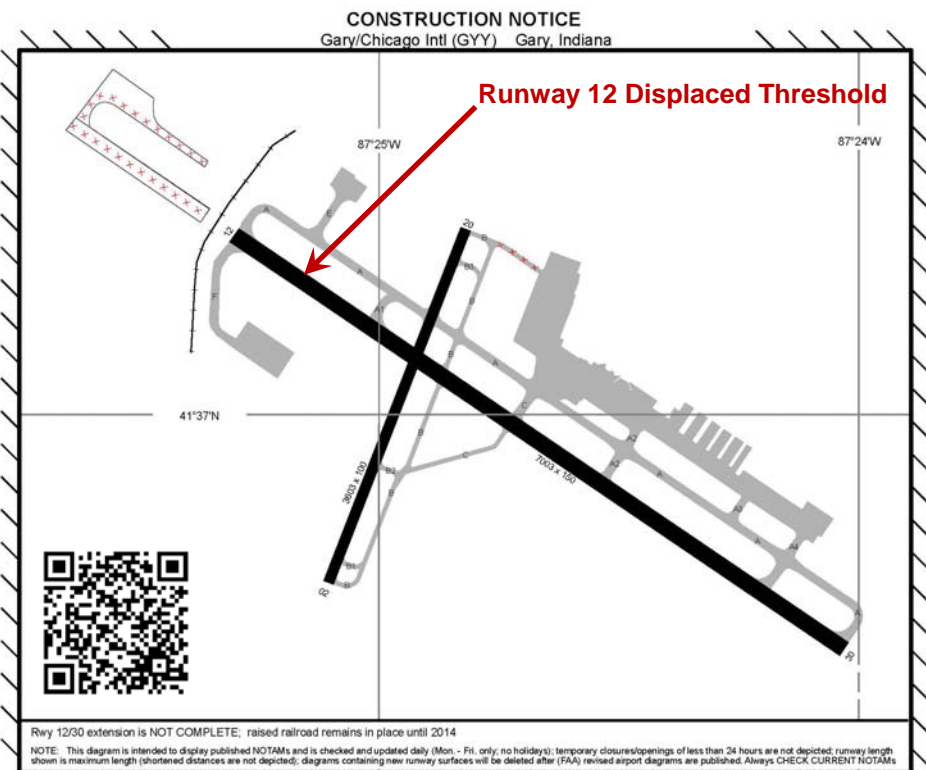 CONSTRUCTION NOTICE
Gary/Chicago Intl (GYY) Gary, Indiana
Runway 12 Displaced Threshold
87°25'W
87°24'W
12
A
E
20
B
B3
A
A1
B
B
A
41°37'N
C
B
A2
C
3603 x 100
B2
7003 x 150
A2
A
B
A3
A
A4
B1
B
02
A
30
Rwy 12/30 extension is NOT COMPLETE; raised railroad remains in place until 2014
NOTE: This diagram is intended to display published NOTAMs and is checked and updated daily (Mon. - Fri. only; no holidays); temporary closures/openings of less than 24 hours are not depicted; runway length
shown is maximum length (shortened distances are not depicted); diagrams containing new runway surfaces will be deleted after (FAA) revised airport diagrams are published. Always CHECK CURRENT NOTAMs